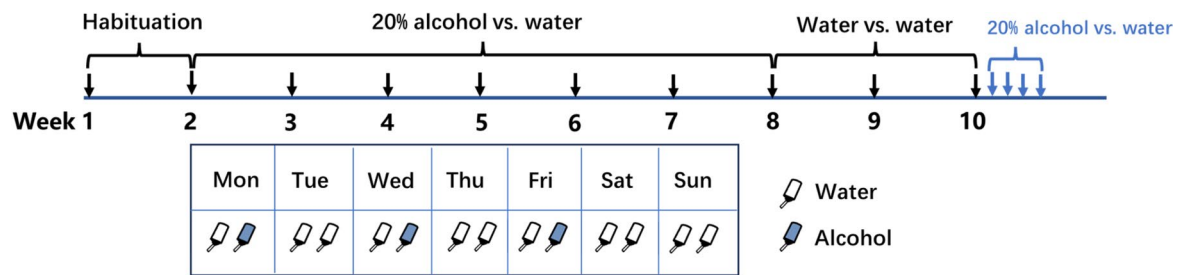 Habituation 20% alcohol vs. water Water vs. water 20% alcohol vs. water
Week 1 2 3 4 5 6 7 8 9 10
Mon Tue Wed Thu Fri Sat Sun
Water
Alcohol